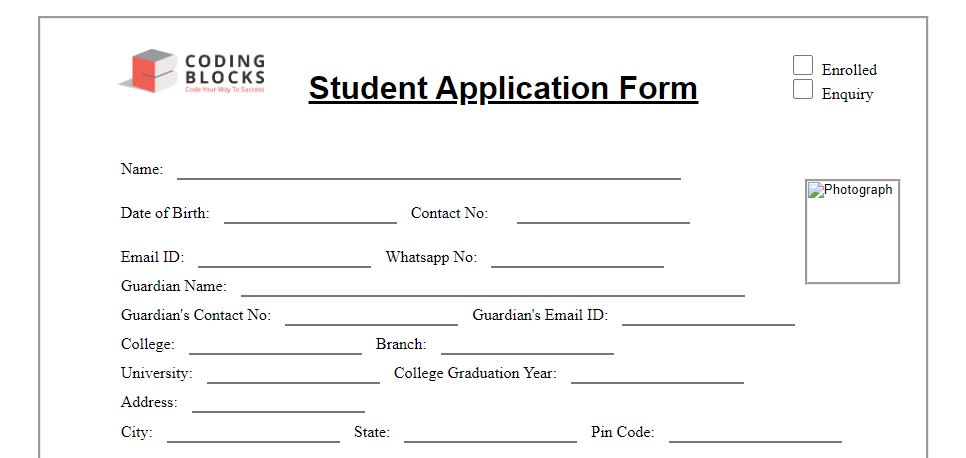 CODING
BLOCKS
Code Your Way To Success
Student Application Form
Enrolled
Enquiry
Name:
Photograph
Date of Birth: Contact No:
Email ID: Whatsapp No:
Guardian Name:
Guardian's Contact No: Guardian's Email ID:
College: Branch:
University: College Graduation Year:
Address:
City: State: Pin Code: